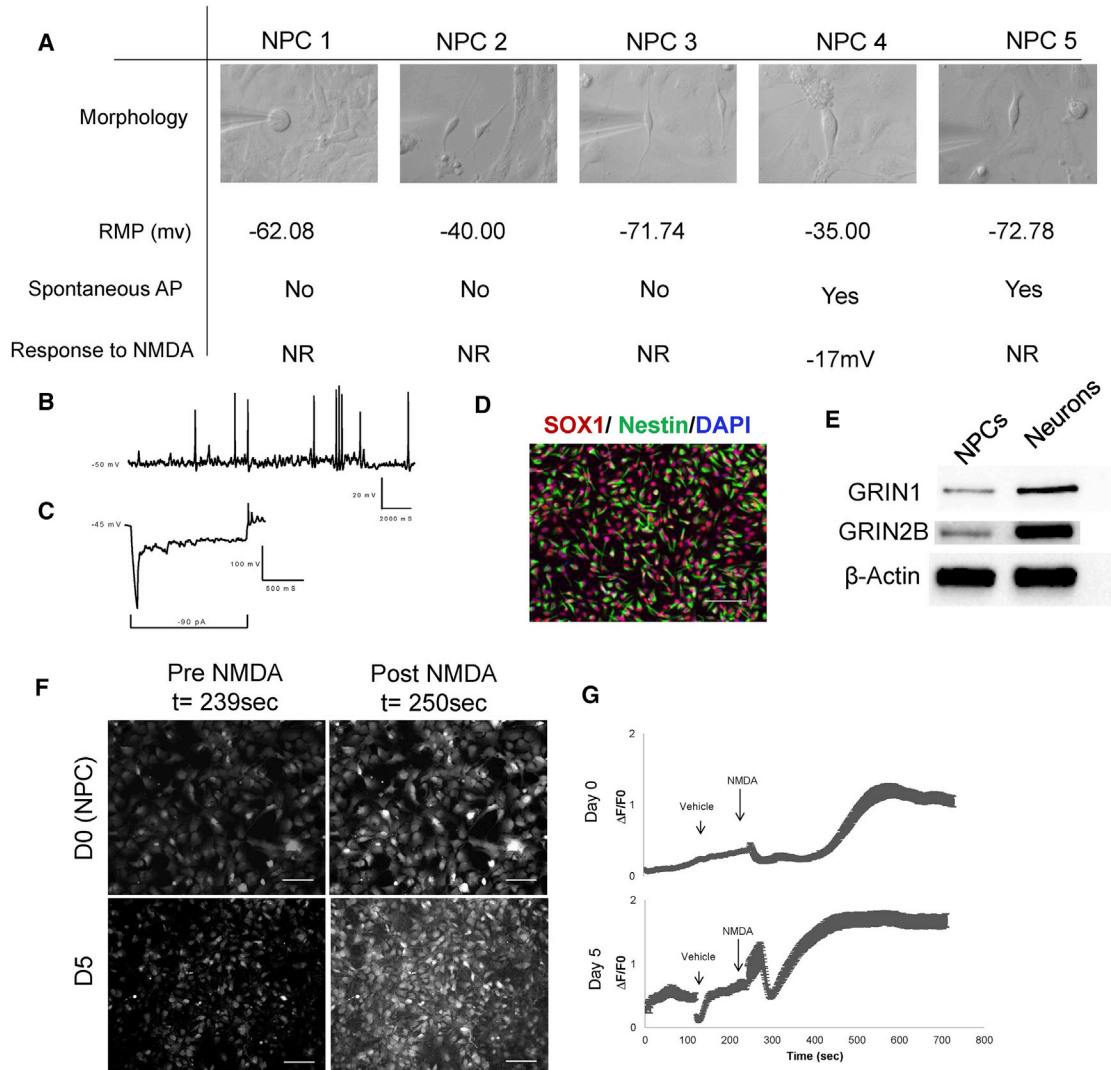 A
NPC 1 NPC 2 NPC 3 NPC 4 NPC 5
Morphology
RMP (mv) -62.08 -40.00 -71.74 -35.00 -72.78
Spontaneous AP No No No Yes Yes
Response to NMDA NR NR NR -17mV NR
B
-50 mV
20 mV
2000 mS
C
-45 mV
100 mV
500 mS
-90 pA
D
SOX1/ Nestin/DAPI
E
NPCs Neurons
GRIN1
GRIN2B
β-Actin
F
Pre NMDA
t= 239sec
Post NMDA
t= 250sec
D0 (NPC)
D5
G
Day 0
ΔF/F0
2
1
0
Vehicle
NMDA
Day 5
ΔF/F0
2
1
0
Vehicle
NMDA
0 100 200 300 400 500 600 700 800
Time (sec)